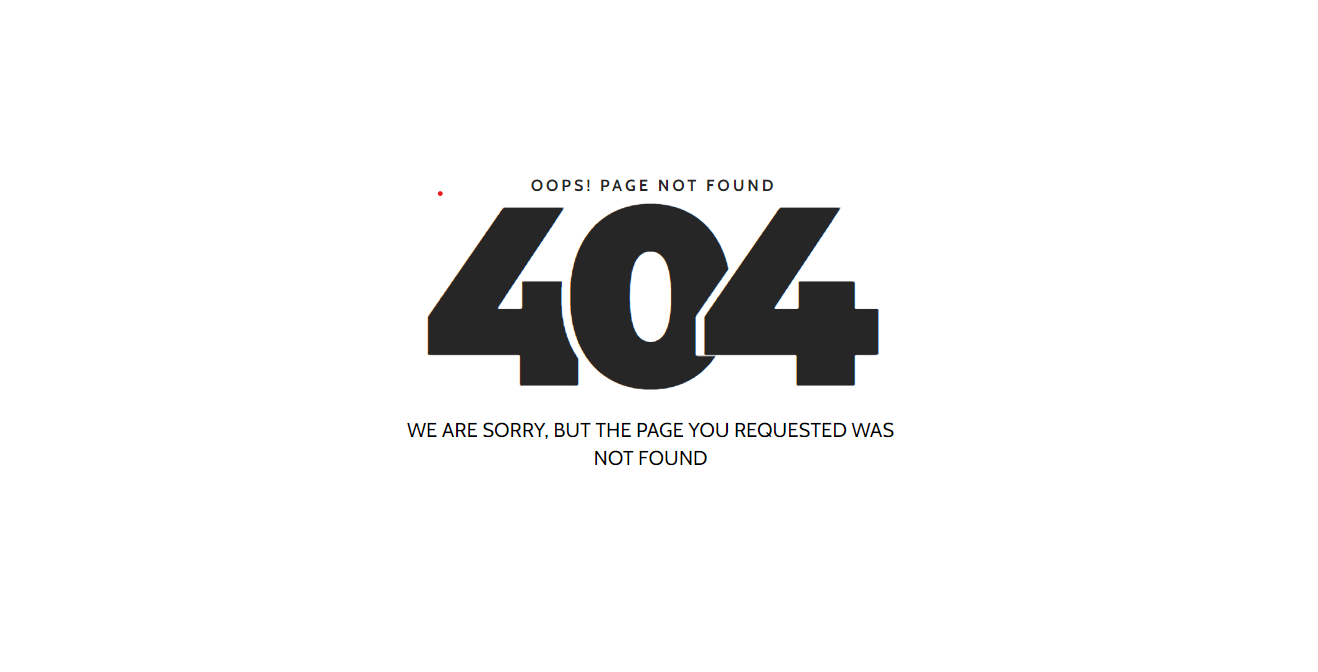 OOPS! PAGE NOT FOUND
404
WE ARE SORRY, BUT THE PAGE YOU REQUESTED WAS
NOT FOUND